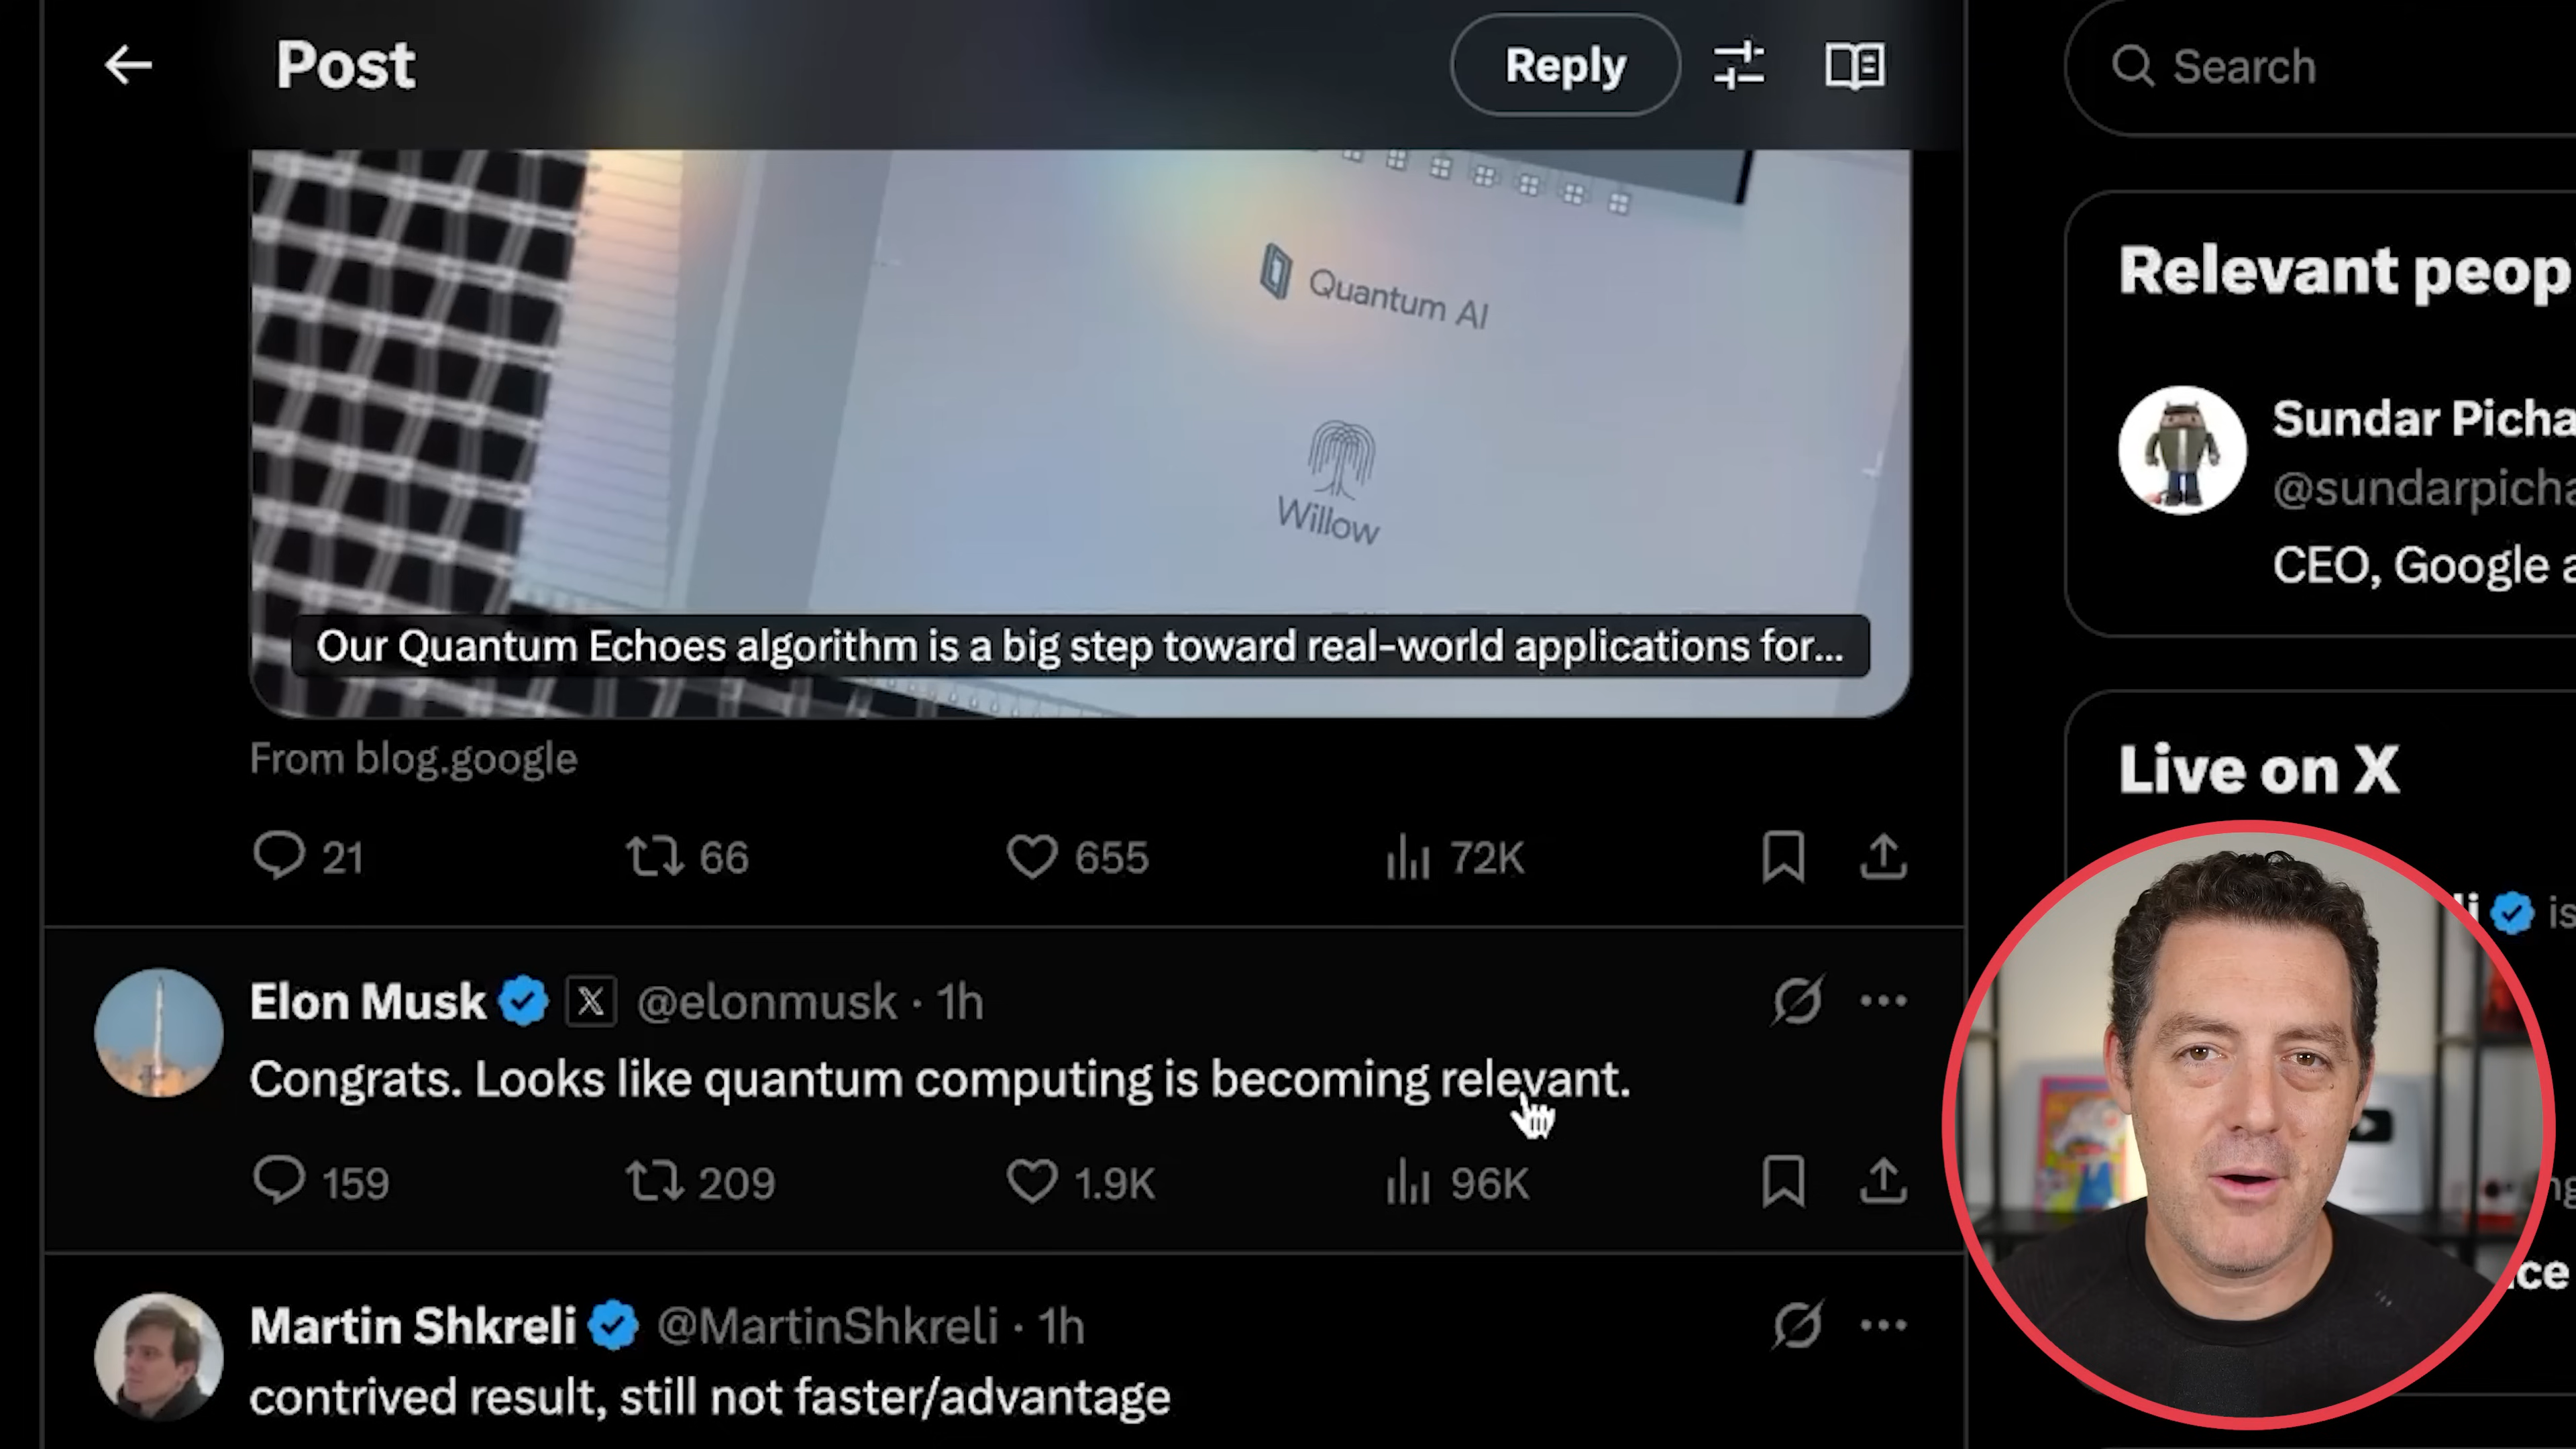 Post
Reply
Search
Quantum AI
Willow
Our Quantum Echoes algorithm is a big step toward real-world applications for...
From blog.google
21 66 655 72K
Elon Musk @elonmusk · 1h
Congrats. Looks like quantum computing is becoming relevant.
159 209 1.9K 96K
Martin Shkreli @MartinShkreli · 1h
contrived result, still not faster/advantage
Relevant peop
Sundar Picha
@sundarpicha
CEO, Google a
Live on X
i is
ng
ce